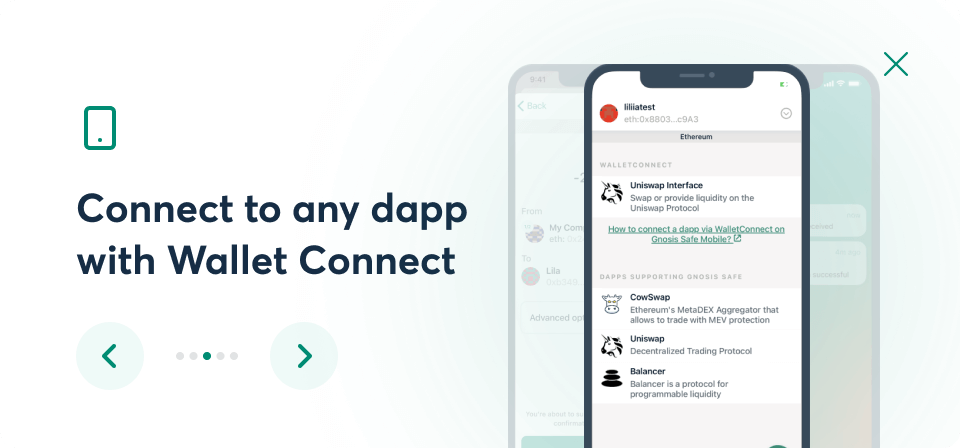 Connect to any dapp
with Wallet Connect
9:41
Back
From
To
Lila
liliiatest
eth:0x8803...c9A3
Ethereum
WALLETCONNECT
Uniswap Interface
Swap or provide liquidity on the
Uniswap Protocol
How to connect a dapp via WalletConnect on
Gnosis Safe Mobile?
DAPPS SUPPORTING GNOSIS SAFE
CowSwap
Ethereum's MetaDEX Aggregator that
allows to trade with MEV protection
Uniswap
Decentralized Trading Protocol
Balancer
Balancer is a protocol for
programmable liquidity
successful